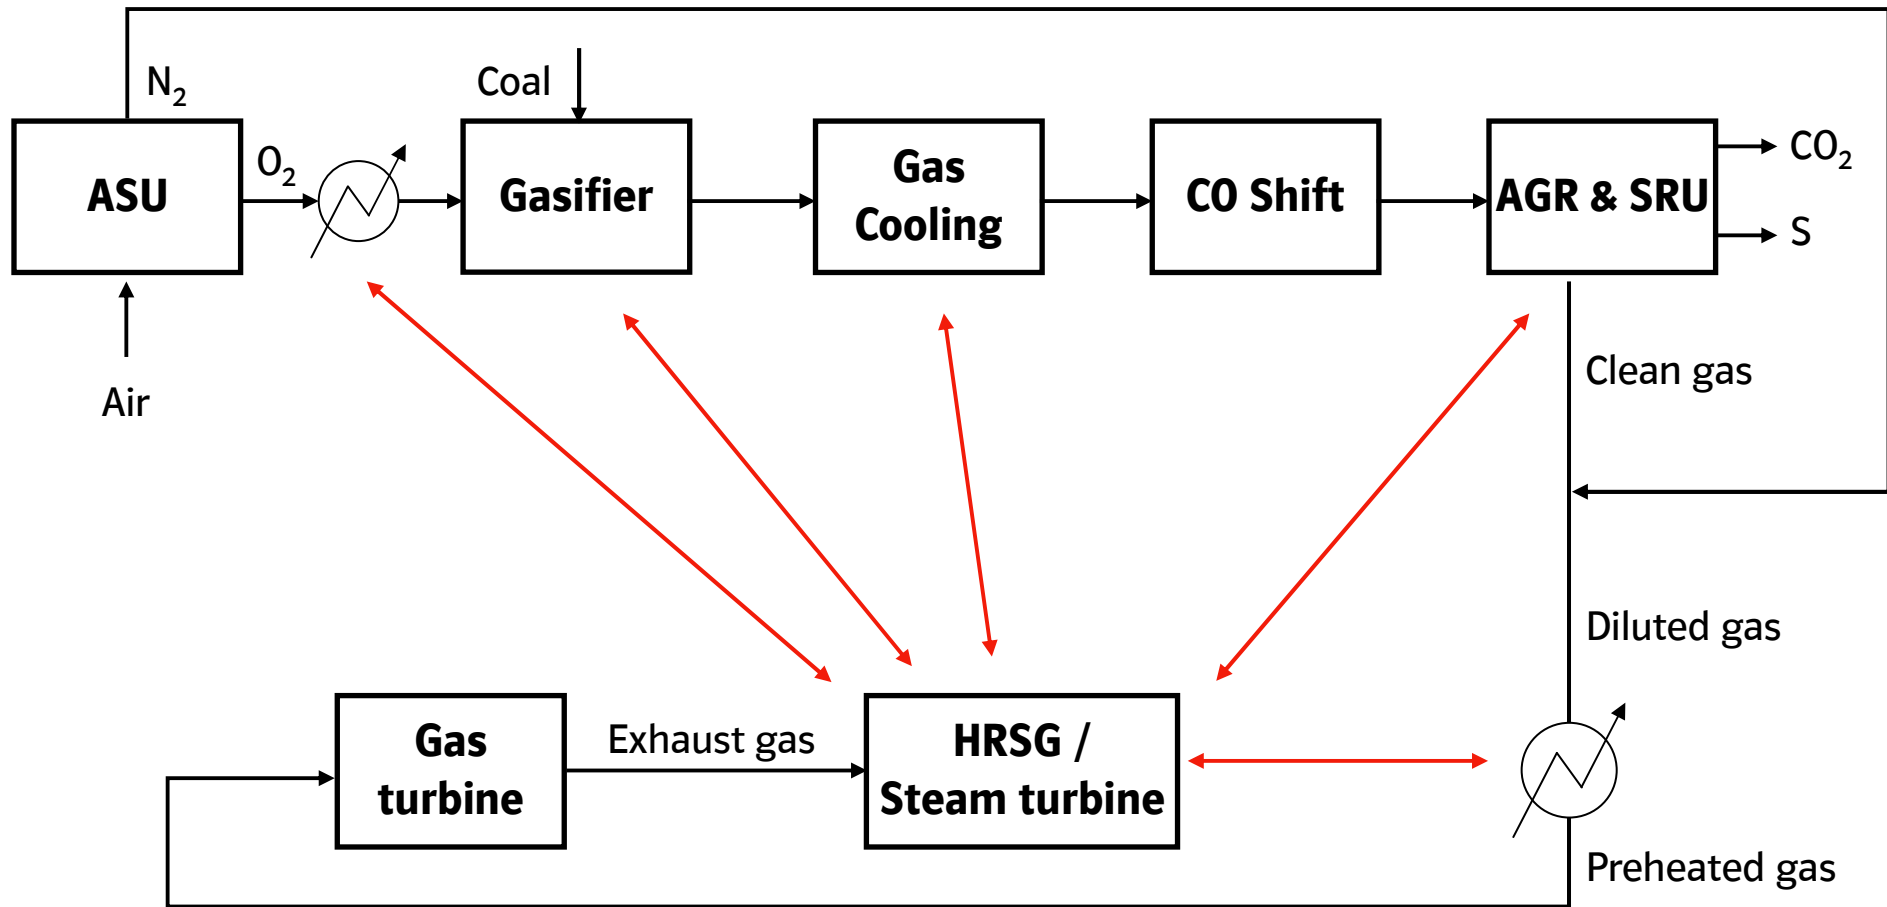 N₂
Coal
ASU
O₂
Gasifier
Gas
Cooling
CO Shift
AGR & SRU
CO₂
S
Air
Clean gas
Diluted gas
Gas
turbine
Exhaust gas
HRSG /
Steam turbine
Preheated gas